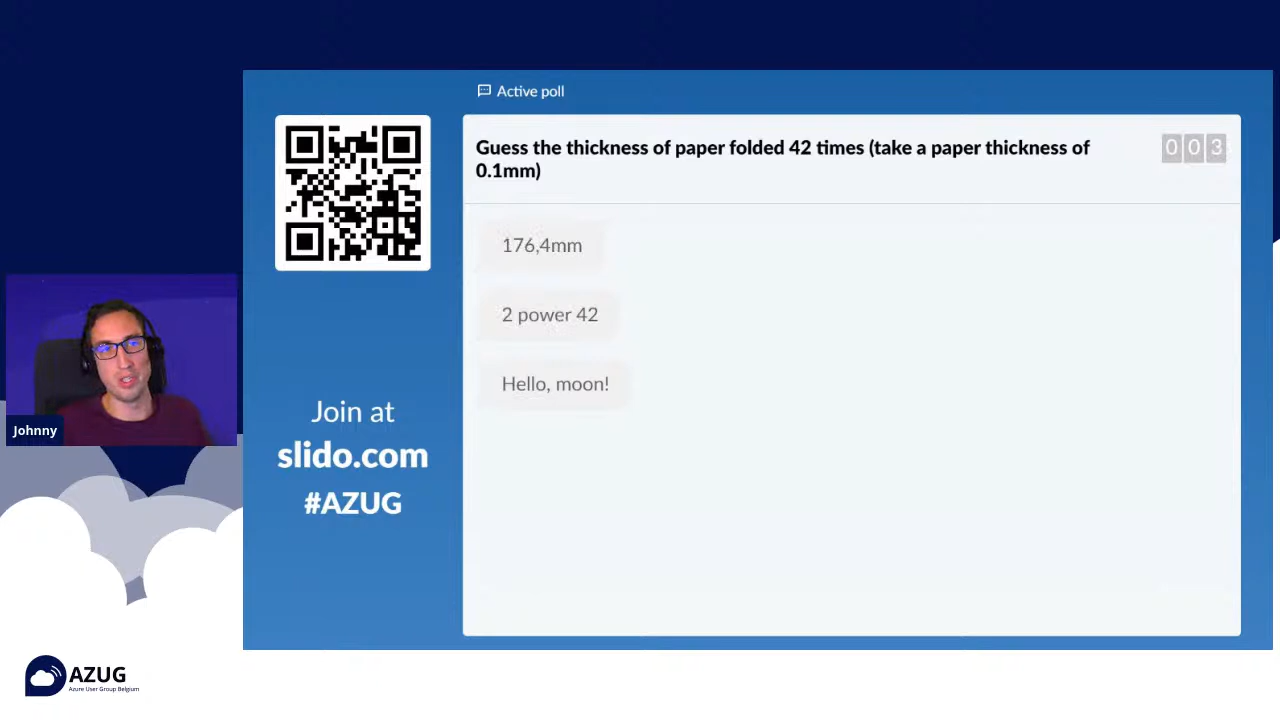 Active poll
Guess the thickness of paper folded 42 times (take a paper thickness of
0.1mm)
003
176,4mm
2 power 42
Hello, moon!
Join at
slido.com
#AZUG
Johnny
AZUG
Azure User Group Belgium